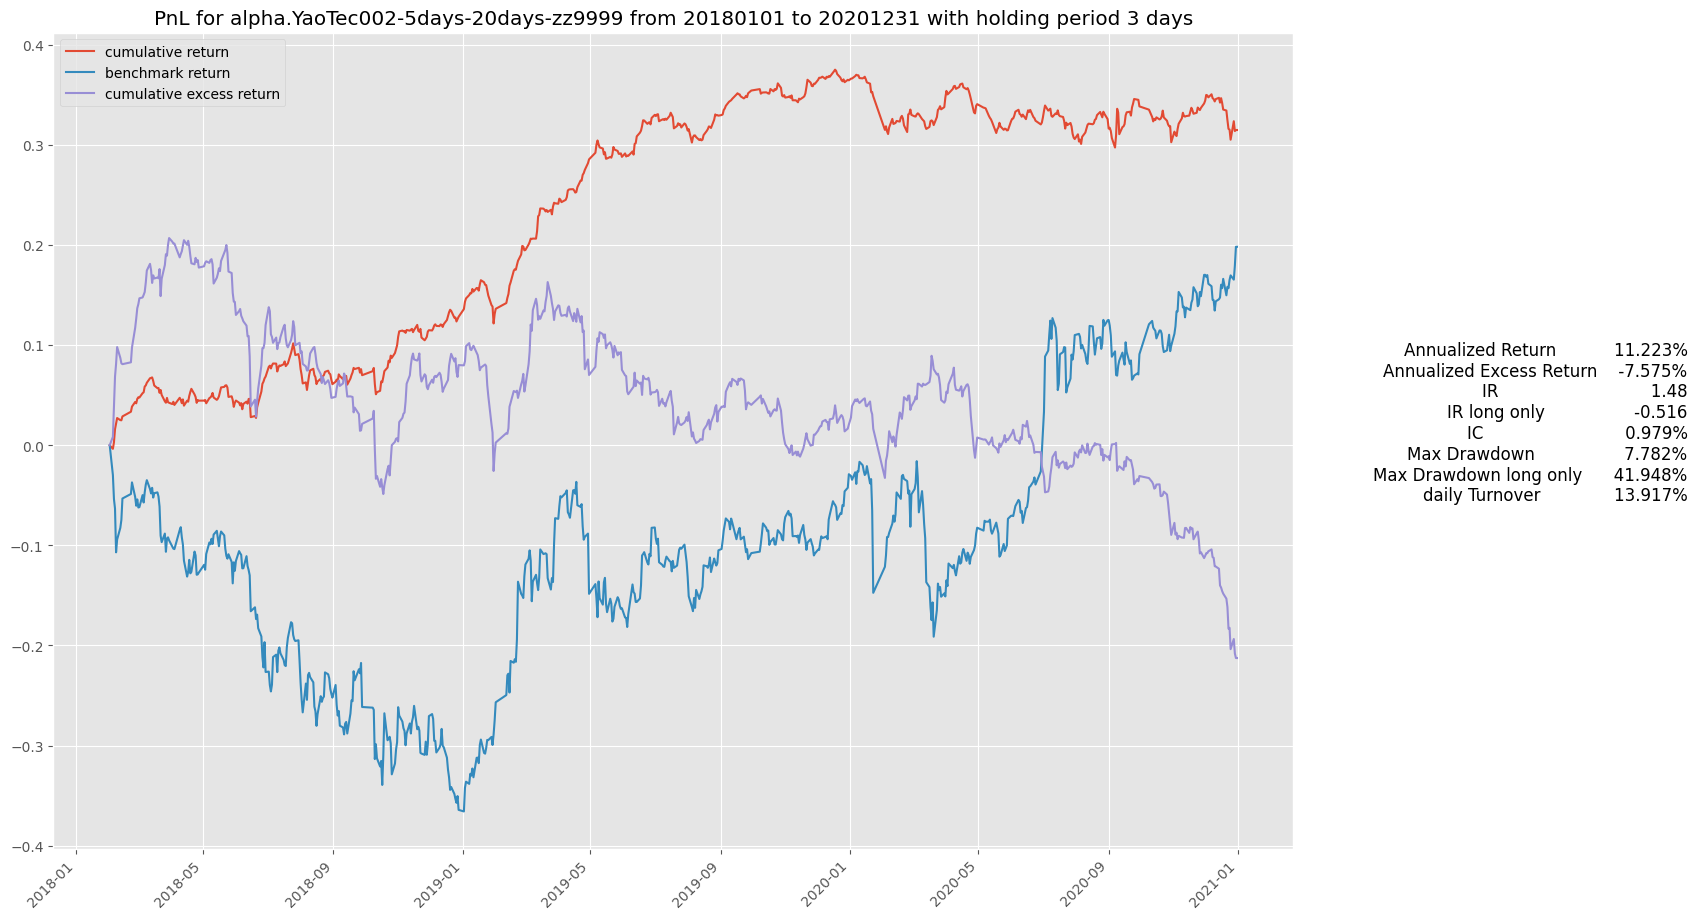 PnL for alpha.YaoTec002-5days-20days-zz9999 from 20180101 to 20201231 with holding period 3 days
cumulative return
benchmark return
cumulative excess return
0.4
0.3
0.2
0.1
0.0
−0.1
−0.2
−0.3
−0.4
2018-01
2018-05
2018-09
2019-01
2019-05
2019-09
2020-01
2020-05
2020-09
2021-01
Annualized Return 11.223%
Annualized Excess Return -7.575%
IR 1.48
IR long only -0.516
IC 0.979%
Max Drawdown 7.782%
Max Drawdown long only 41.948%
daily Turnover 13.917%